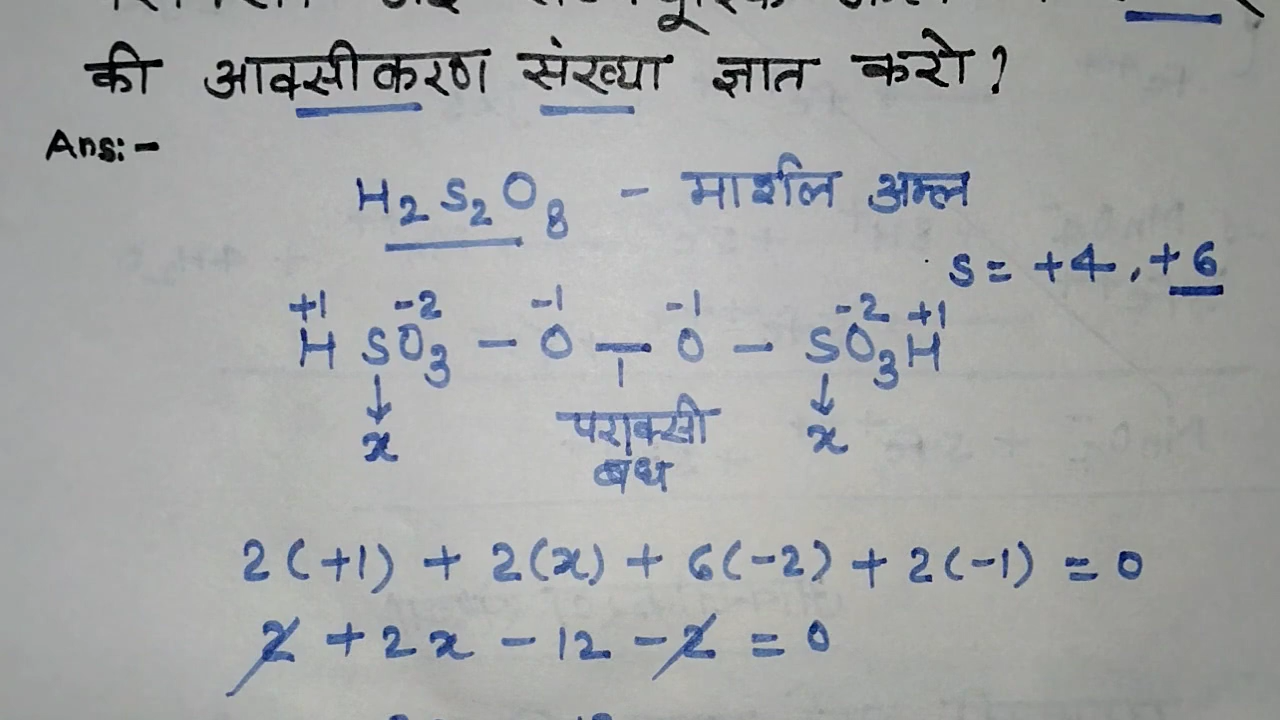 की आक्सीकरण संख्या ज्ञात करो?
Ans:-
H2S2O8 - मार्शल अम्ल
S = +4, +6
+1 -2 -1 -1 -2 +1
H SO3 - O - O - SO3H
↓ ↓
x पराक्सी x
बंध
2(+1) + 2(x) + 6(-2) + 2(-1) = 0
2 + 2x - 12 - 2 = 0